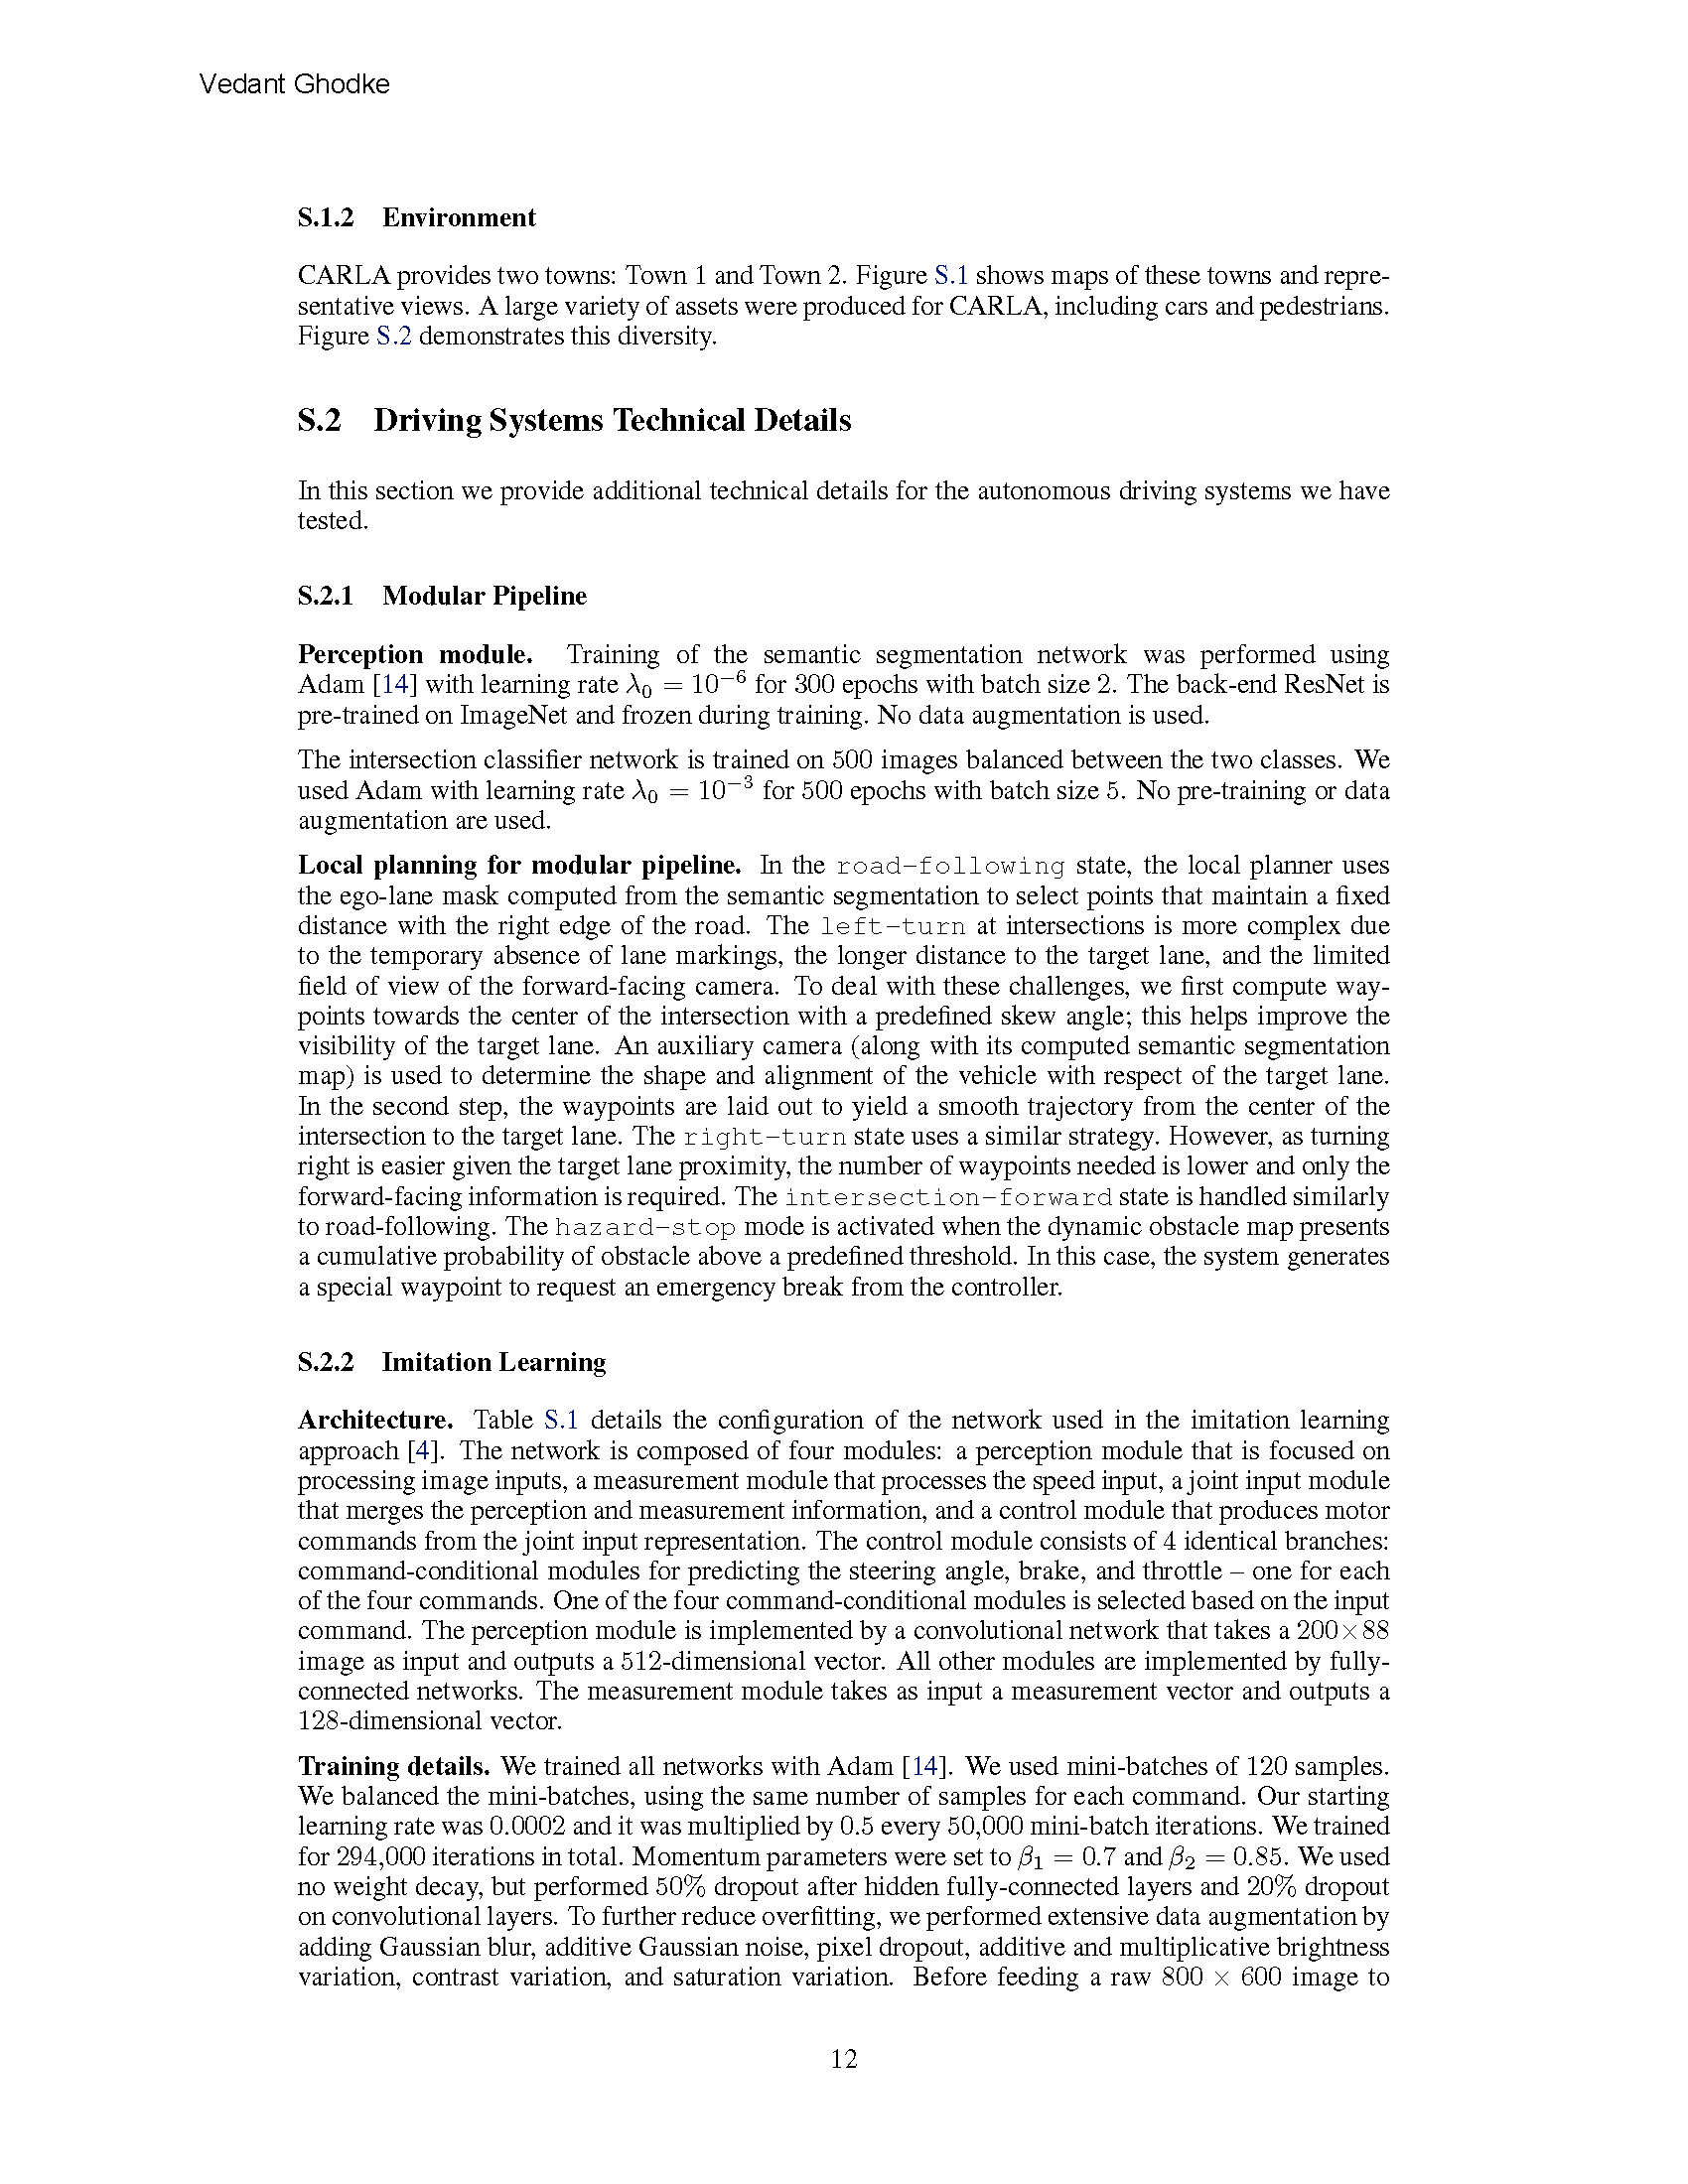 Vedant Ghodke
S.1.2 Environment
CARLA provides two towns: Town 1 and Town 2. Figure S.1 shows maps of these towns and repre-
sentative views. A large variety of assets were produced for CARLA, including cars and pedestrians.
Figure S.2 demonstrates this diversity.
S.2 Driving Systems Technical Details
In this section we provide additional technical details for the autonomous driving systems we have
tested.
S.2.1 Modular Pipeline
Perception module. Training of the semantic segmentation network was performed using
Adam [14] with learning rate λ₀ = 10⁻⁶ for 300 epochs with batch size 2. The back-end ResNet is
pre-trained on ImageNet and frozen during training. No data augmentation is used.
The intersection classifier network is trained on 500 images balanced between the two classes. We
used Adam with learning rate λ₀ = 10⁻³ for 500 epochs with batch size 5. No pre-training or data
augmentation are used.
Local planning for modular pipeline. In the road-following state, the local planner uses
the ego-lane mask computed from the semantic segmentation to select points that maintain a fixed
distance with the right edge of the road. The left-turn at intersections is more complex due
to the temporary absence of lane markings, the longer distance to the target lane, and the limited
field of view of the forward-facing camera. To deal with these challenges, we first compute way-
points towards the center of the intersection with a predefined skew angle; this helps improve the
visibility of the target lane. An auxiliary camera (along with its computed semantic segmentation
map) is used to determine the shape and alignment of the vehicle with respect of the target lane.
In the second step, the waypoints are laid out to yield a smooth trajectory from the center of the
intersection to the target lane. The right-turn state uses a similar strategy. However, as turning
right is easier given the target lane proximity, the number of waypoints needed is lower and only the
forward-facing information is required. The intersection-forward state is handled similarly
to road-following. The hazard-stop mode is activated when the dynamic obstacle map presents
a cumulative probability of obstacle above a predefined threshold. In this case, the system generates
a special waypoint to request an emergency break from the controller.
S.2.2 Imitation Learning
Architecture. Table S.1 details the configuration of the network used in the imitation learning
approach [4]. The network is composed of four modules: a perception module that is focused on
processing image inputs, a measurement module that processes the speed input, a joint input module
that merges the perception and measurement information, and a control module that produces motor
commands from the joint input representation. The control module consists of 4 identical branches:
command-conditional modules for predicting the steering angle, brake, and throttle – one for each
of the four commands. One of the four command-conditional modules is selected based on the input
command. The perception module is implemented by a convolutional network that takes a 200×88
image as input and outputs a 512-dimensional vector. All other modules are implemented by fully-
connected networks. The measurement module takes as input a measurement vector and outputs a
128-dimensional vector.
Training details. We trained all networks with Adam [14]. We used mini-batches of 120 samples.
We balanced the mini-batches, using the same number of samples for each command. Our starting
learning rate was 0.0002 and it was multiplied by 0.5 every 50,000 mini-batch iterations. We trained
for 294,000 iterations in total. Momentum parameters were set to β₁ = 0.7 and β₂ = 0.85. We used
no weight decay, but performed 50% dropout after hidden fully-connected layers and 20% dropout
on convolutional layers. To further reduce overfitting, we performed extensive data augmentation by
adding Gaussian blur, additive Gaussian noise, pixel dropout, additive and multiplicative brightness
variation, contrast variation, and saturation variation. Before feeding a raw 800 × 600 image to
12